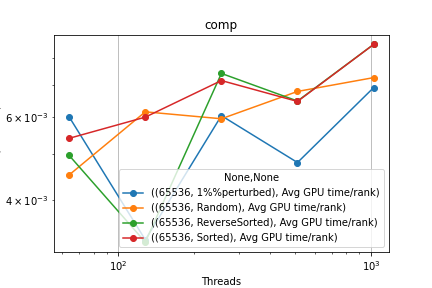 comp
6 × 10⁻³
4 × 10⁻³
None,None
((65536, 1%%perturbed), Avg GPU time/rank)
((65536, Random), Avg GPU time/rank)
((65536, ReverseSorted), Avg GPU time/rank)
((65536, Sorted), Avg GPU time/rank)
10² 10³
Threads